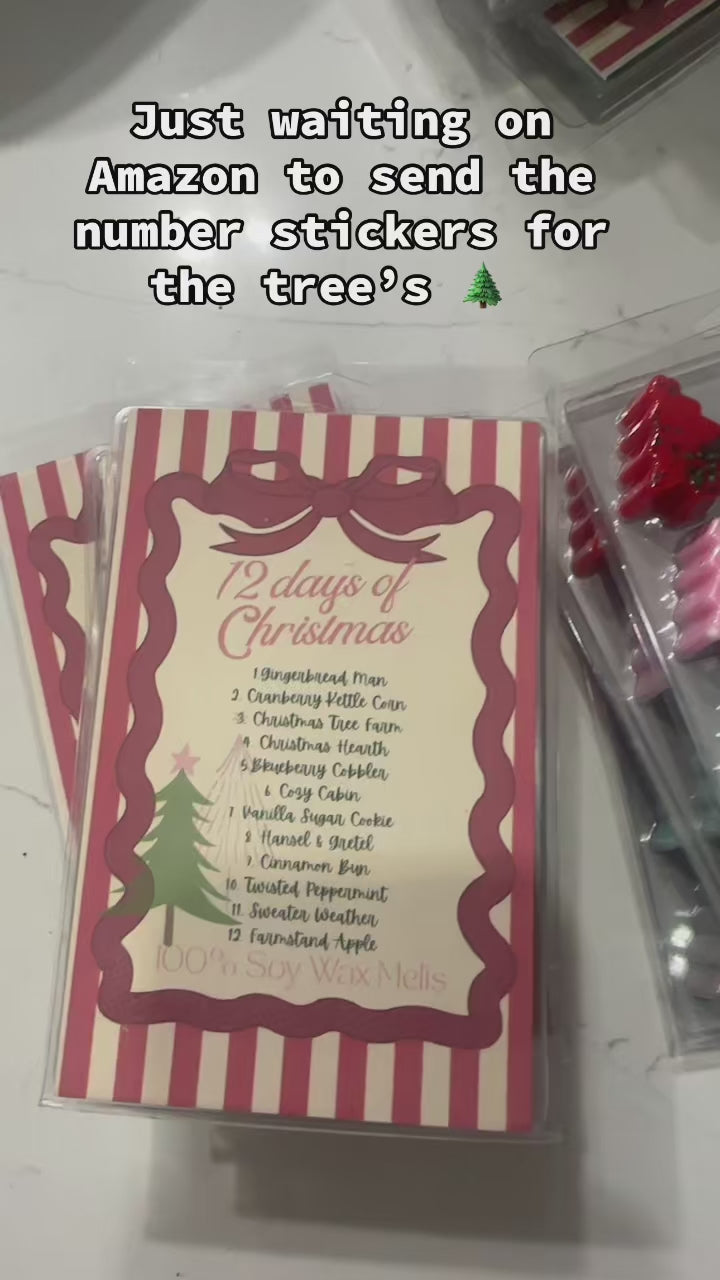 Just waiting on
Amazon to send the
number stickers for
the tree’s 🌲
12 days of
Christmas
1 Gingerbread Man
2. Cranberry Kettle Corn
3. Christmas Tree Farm
4. Christmas Hearth
5. Blueberry Cobbler
6 Cozy Cabin
7 Vanilla Sugar Cookie
8 Hansel & Gretel
9. Cinnamon Bun
10. Twisted Peppermint
11. Sweater Weather
12. Farmstand Apple
100% Soy Wax Melts